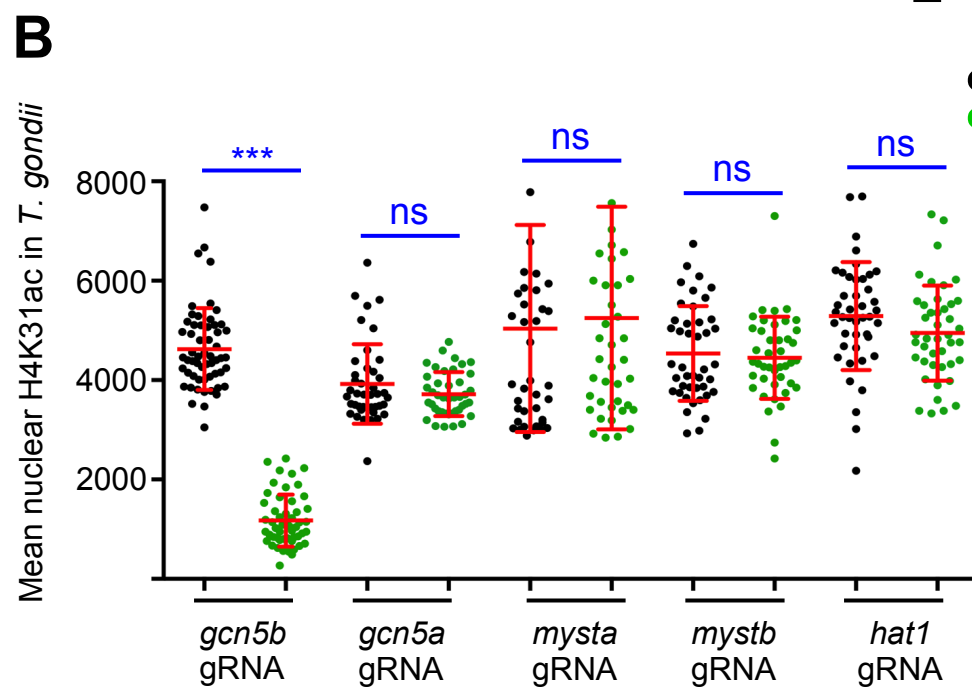 B
Mean nuclear H4K31ac in T. gondii
8000
6000
4000
2000
***
ns
ns
ns
ns
gcn5b
gRNA
gcn5a
gRNA
mysta
gRNA
mystb
gRNA
hat1
gRNA